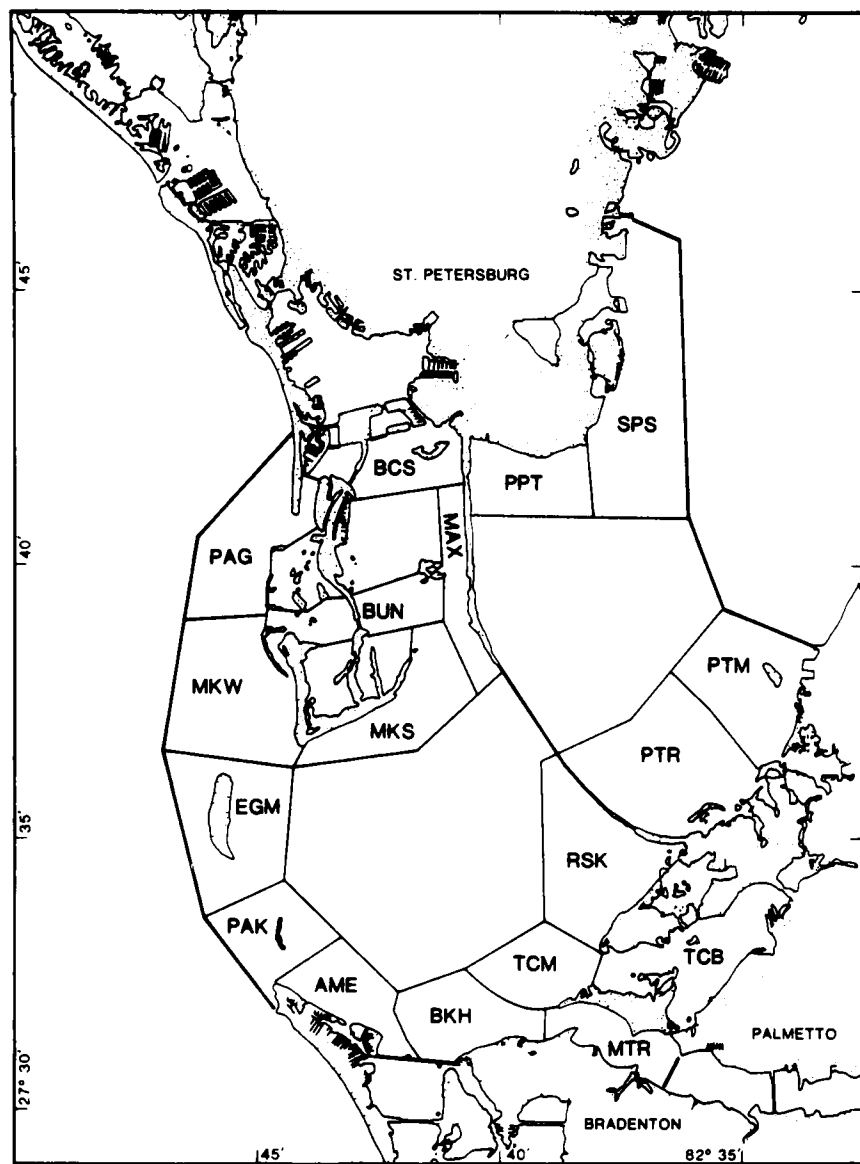 ST. PETERSBURG
45'
SPS
BCS
PPT
MAX
PAG
40'
BUN
PTM
MKW
MKS
PTR
EGM
35'
RSK
PAK
TCM
TCB
AME
BKH
MTR
PALMETTO
27° 30'
BRADENTON
45'
40'
82° 35'